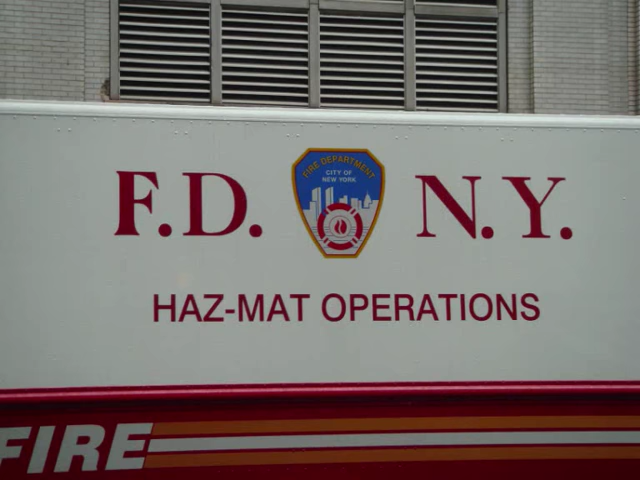 F.D. N.Y.
FIRE DEPARTMENT
CITY OF
NEW YORK
HAZ-MAT OPERATIONS
FIRE